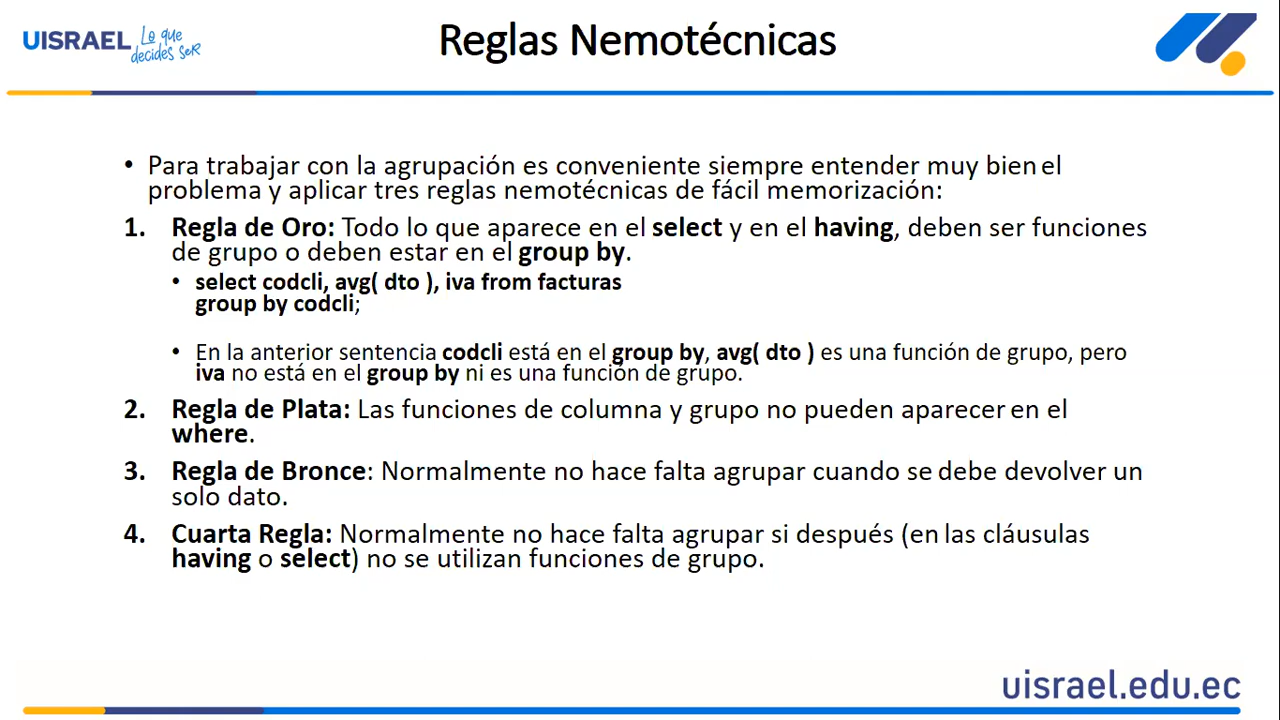 UISRAEL Lo que
decides seR
Reglas Nemotécnicas
• Para trabajar con la agrupación es conveniente siempre entender muy bien el
problema y aplicar tres reglas nemotécnicas de fácil memorización:
1. Regla de Oro: Todo lo que aparece en el select y en el having, deben ser funciones
de grupo o deben estar en el group by.
• select codcli, avg( dto ), iva from facturas
group by codcli;
• En la anterior sentencia codcli está en el group by, avg( dto ) es una función de grupo, pero
iva no está en el group by ni es una función de grupo.
2. Regla de Plata: Las funciones de columna y grupo no pueden aparecer en el
where.
3. Regla de Bronce: Normalmente no hace falta agrupar cuando se debe devolver un
solo dato.
4. Cuarta Regla: Normalmente no hace falta agrupar si después (en las cláusulas
having o select) no se utilizan funciones de grupo.
uisrael.edu.ec